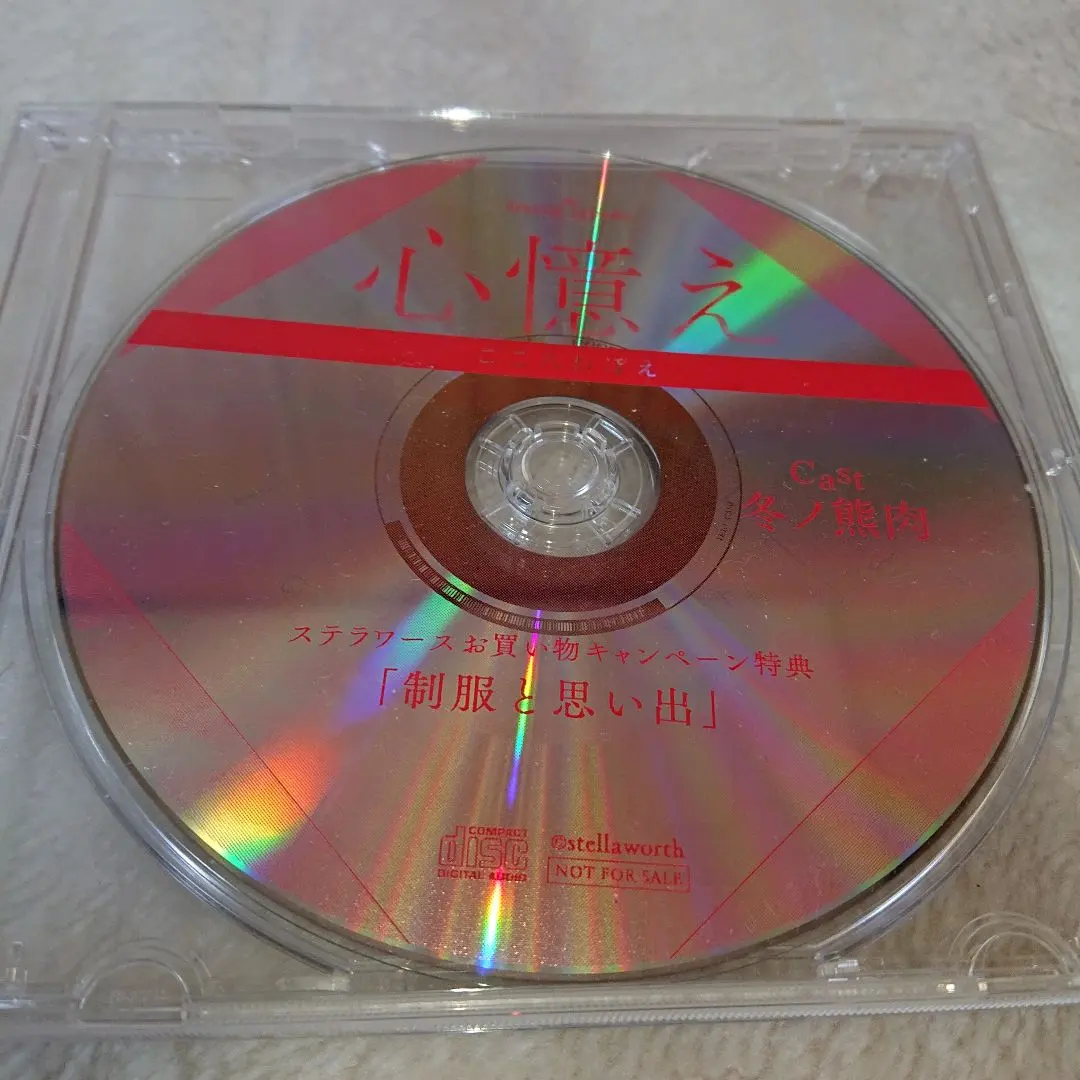 心憶え
Cast
冬ノ熊肉
ステラワースお買い物キャンペーン特典
「制服と思い出」
COMPACT
disc
DIGITAL AUDIO
©stellaworth
NOT FOR SALE